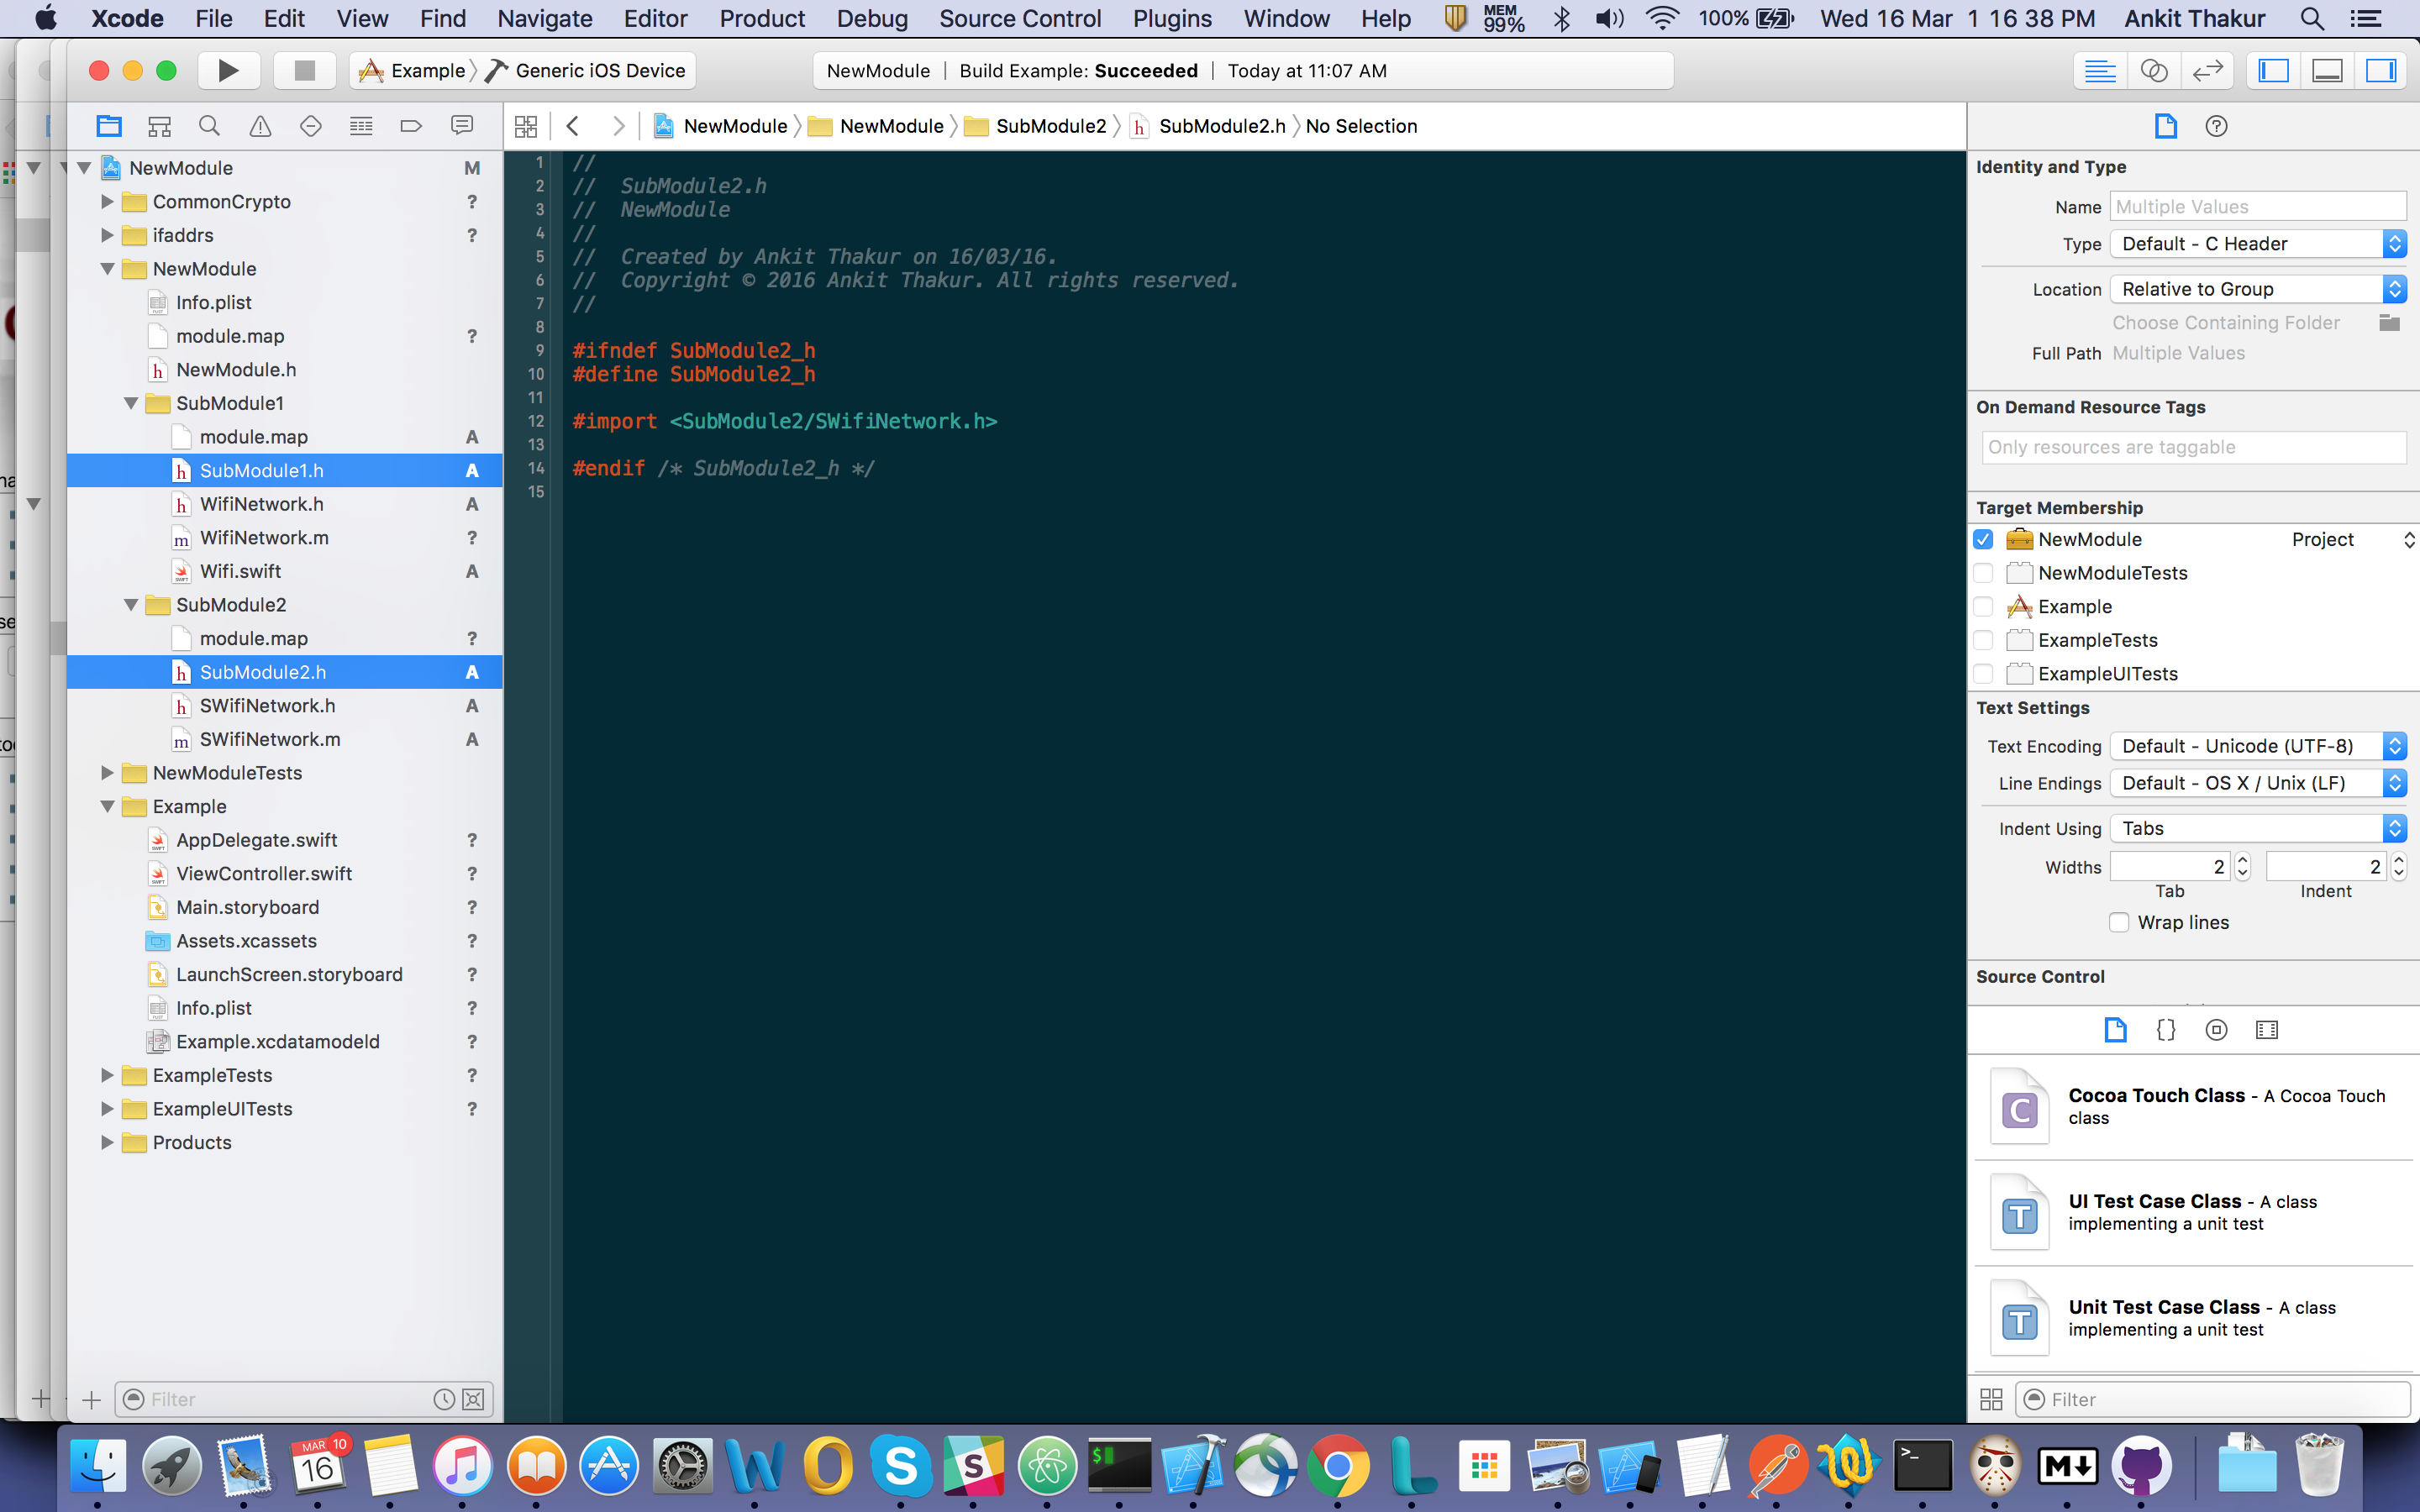 Xcode File Edit View Find Navigate Editor Product Debug Source Control Plugins Window Help MEM 99% 100% Wed 16 Mar 1 16 38 PM Ankit Thakur
Example Generic iOS Device NewModule Build Example: Succeeded Today at 11:07 AM
NewModule NewModule SubModule2 h SubModule2.h No Selection
NewModule M
CommonCrypto ?
ifaddrs ?
NewModule
Info.plist
module.map ?
h NewModule.h
SubModule1
module.map A
h SubModule1.h A
h WifiNetwork.h A
m WifiNetwork.m ?
Wifi.swift A
SubModule2
module.map ?
h SubModule2.h A
h SWifiNetwork.h A
m SWifiNetwork.m A
NewModuleTests
Example
AppDelegate.swift ?
ViewController.swift ?
Main.storyboard ?
Assets.xcassets ?
LaunchScreen.storyboard ?
Info.plist ?
Example.xcdatamodeld ?
ExampleTests ?
ExampleUITests ?
Products
Filter
1 //
2 // SubModule2.h
3 // NewModule
4 //
5 // Created by Ankit Thakur on 16/03/16.
6 // Copyright © 2016 Ankit Thakur. All rights reserved.
7 //
8
9 #ifndef SubModule2_h
10 #define SubModule2_h
11
12 #import <SubModule2/SWifiNetwork.h>
13
14 #endif /* SubModule2_h */
15
Identity and Type
Name Multiple Values
Type Default - C Header
Location Relative to Group
Choose Containing Folder
Full Path Multiple Values
On Demand Resource Tags
Only resources are taggable
Target Membership
NewModule Project
NewModuleTests
Example
ExampleTests
ExampleUITests
Text Settings
Text Encoding Default - Unicode (UTF-8)
Line Endings Default - OS X / Unix (LF)
Indent Using Tabs
Widths 2 2
Tab Indent
Wrap lines
Source Control
{}
C Cocoa Touch Class - A Cocoa Touch
class
T UI Test Case Class - A class
implementing a unit test
T Unit Test Case Class - A class
implementing a unit test
Filter
MAR 10
16